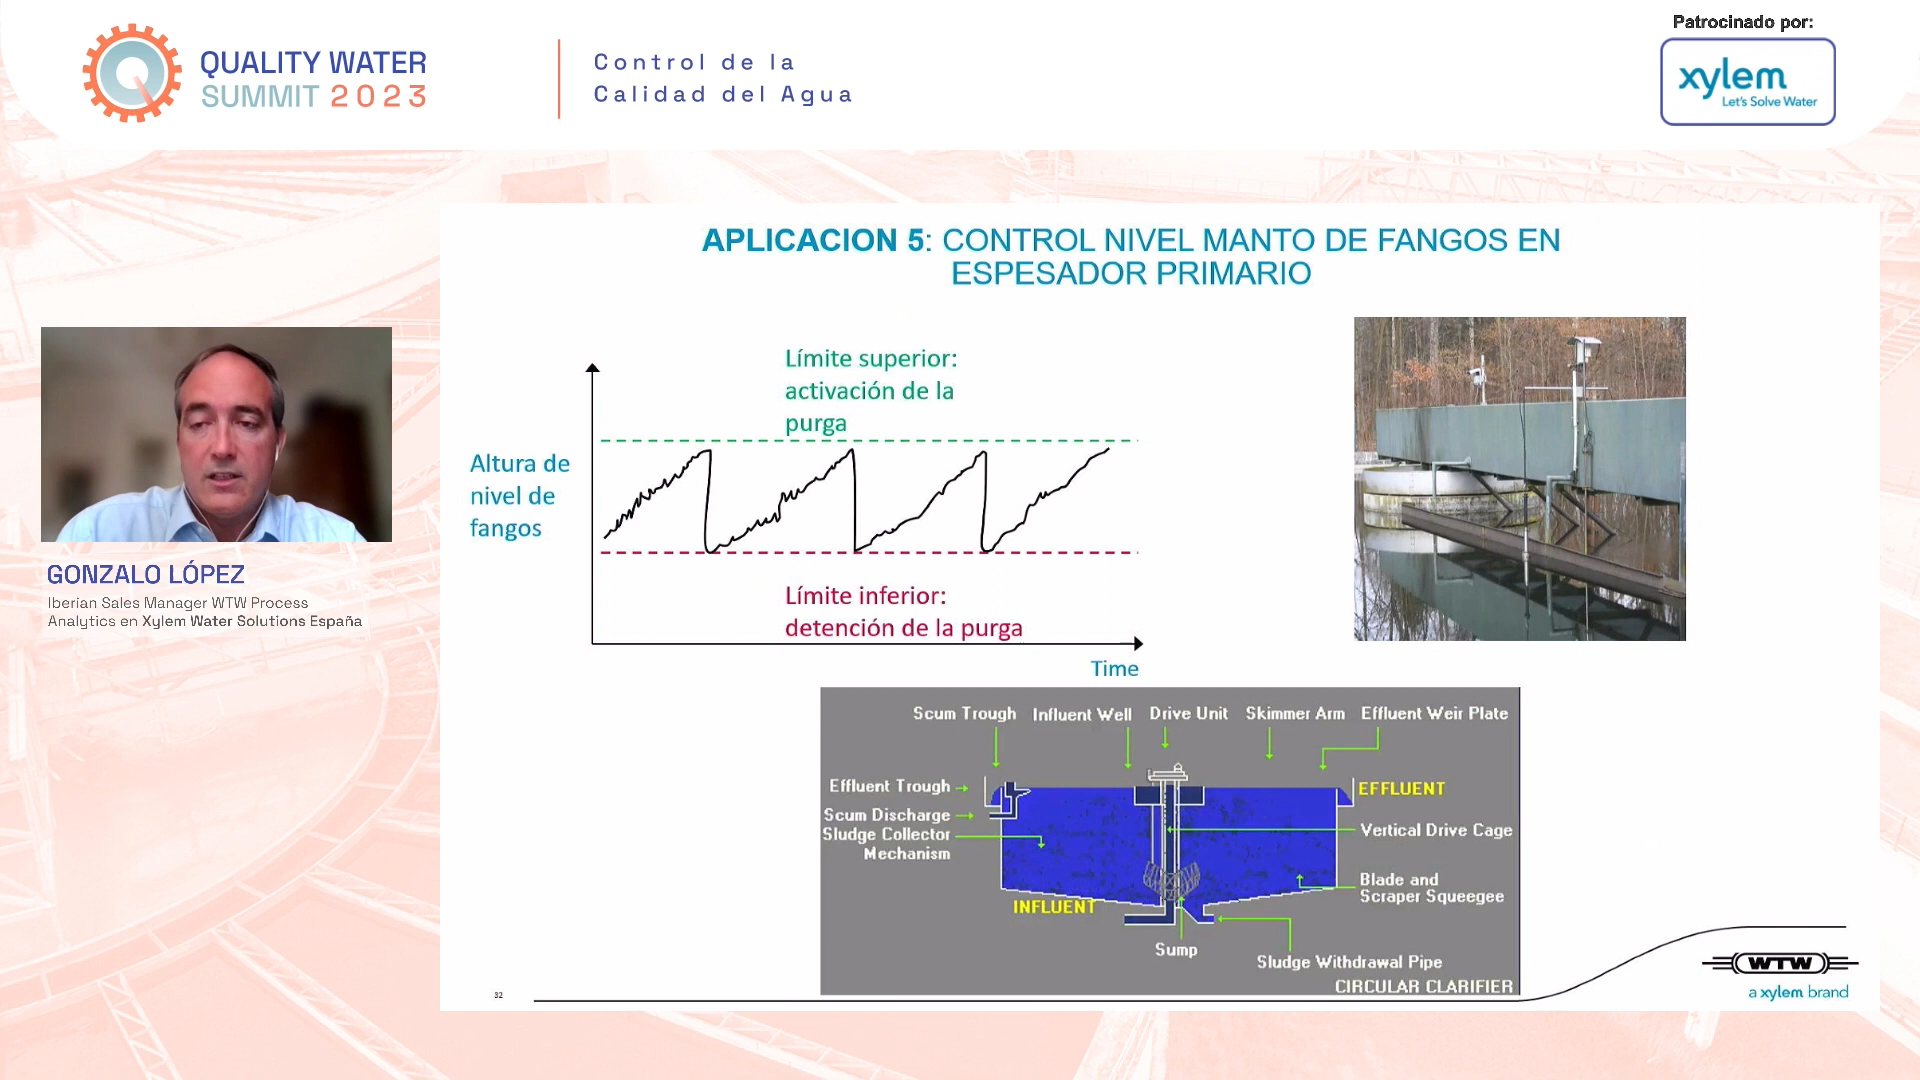 QUALITY WATER
SUMMIT 2023
Control de la
Calidad del Agua
Patrocinado por:
xylem
Let's Solve Water
APLICACION 5: CONTROL NIVEL MANTO DE FANGOS EN
ESPESADOR PRIMARIO
Límite superior:
activación de la
purga
Altura de
nivel de
fangos
Límite inferior:
detención de la purga
Time
GONZALO LÓPEZ
Iberian Sales Manager WTW Process
Analytics en Xylem Water Solutions España
Scum Trough
Influent Well
Drive Unit
Skimmer Arm
Effluent Weir Plate
Effluent Trough
EFFLUENT
Scum Discharge
Sludge Collector
Mechanism
Vertical Drive Cage
Blade and
Scraper Squeegee
INFLUENT
Sump
Sludge Withdrawal Pipe
CIRCULAR CLARIFIER
32
WTW
a xylem brand